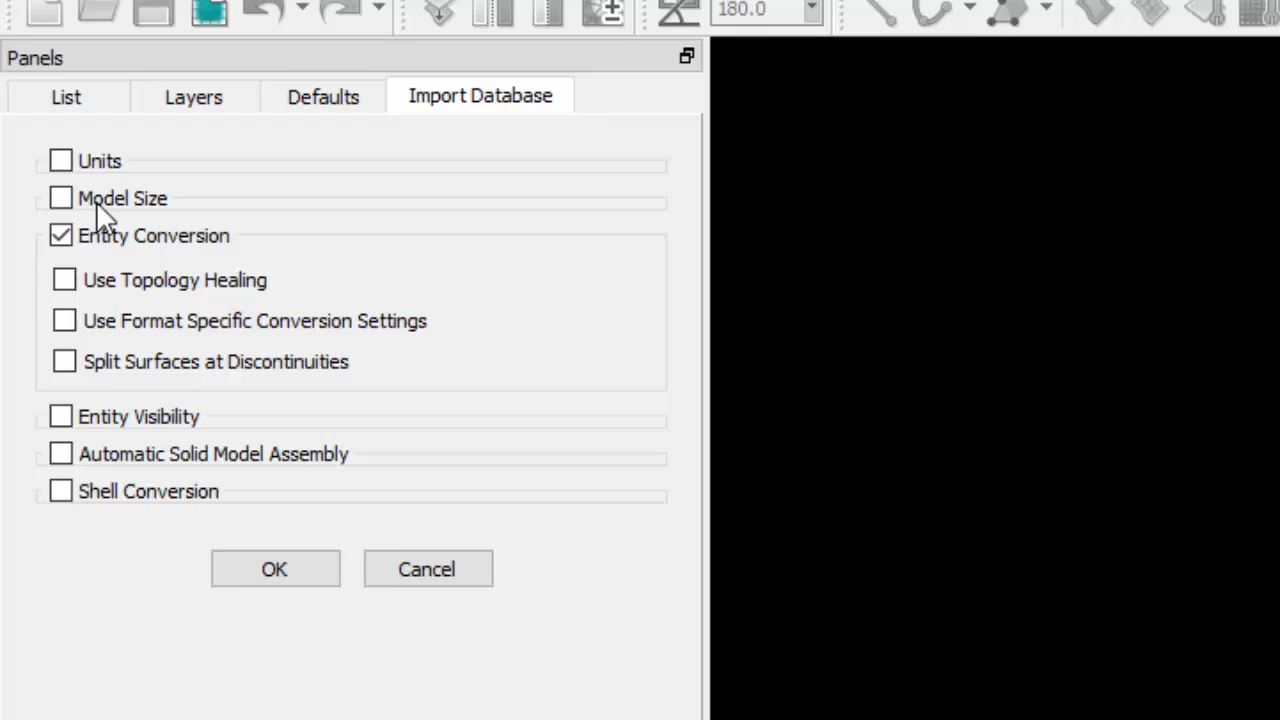 180.0
Panels
List Layers Defaults Import Database
Units
Model Size
Entity Conversion
Use Topology Healing
Use Format Specific Conversion Settings
Split Surfaces at Discontinuities
Entity Visibility
Automatic Solid Model Assembly
Shell Conversion
OK Cancel